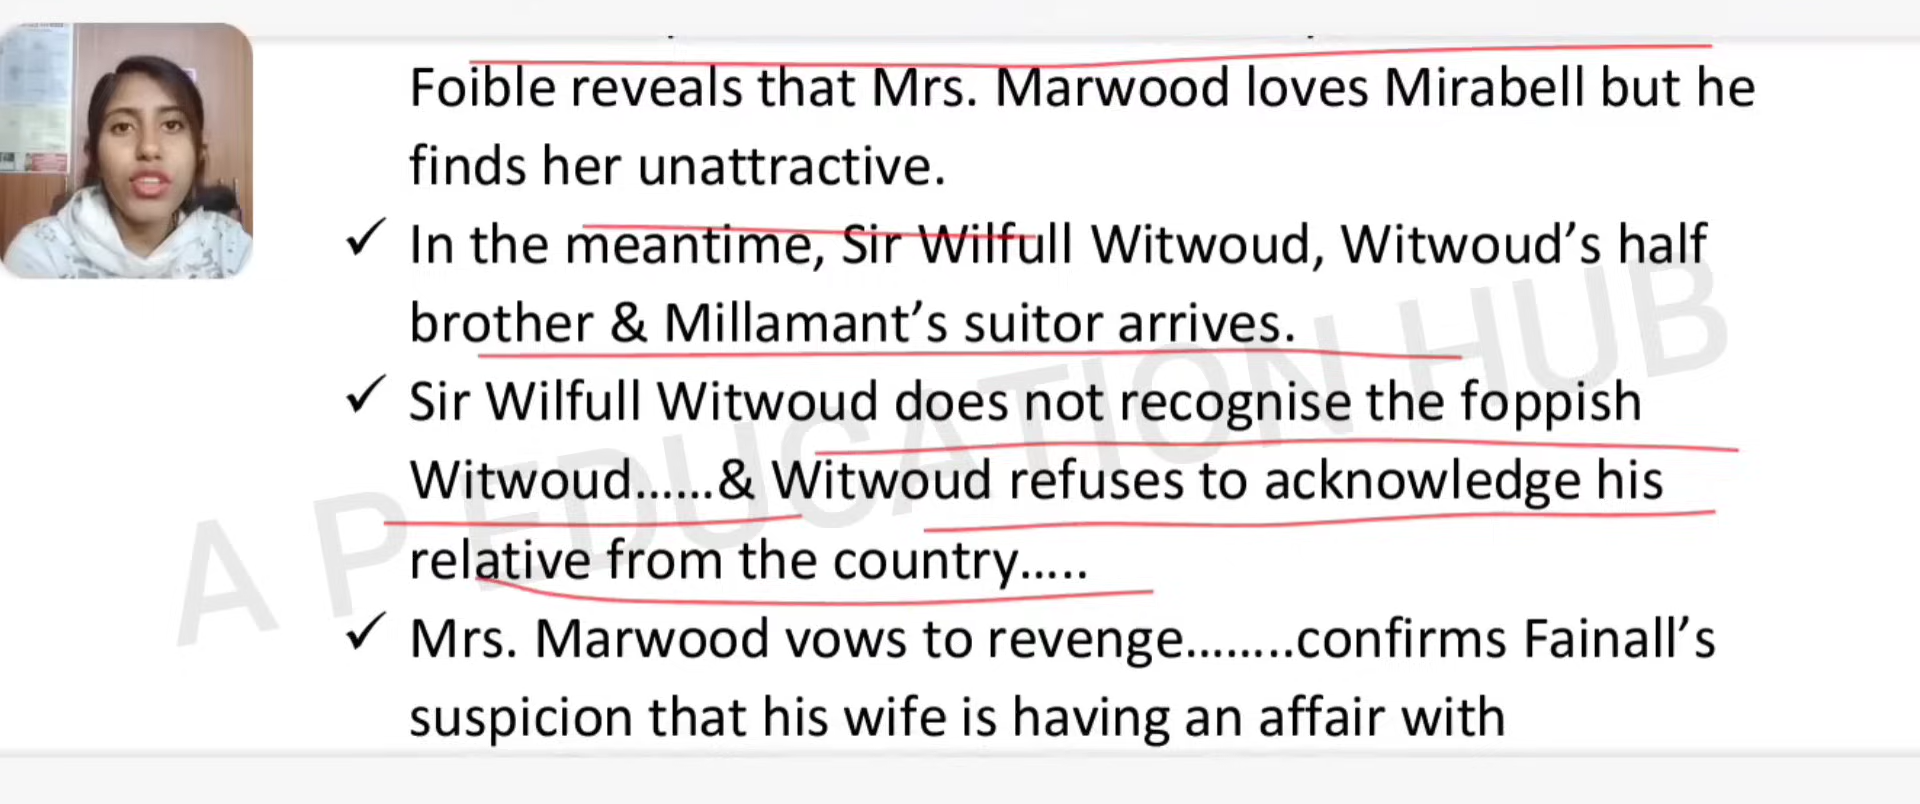 Foible reveals that Mrs. Marwood loves Mirabell but he
finds her unattractive.
✓ In the meantime, Sir Wilfull Witwoud, Witwoud's half
brother & Millamant's suitor arrives.
✓ Sir Wilfull Witwoud does not recognise the foppish
Witwoud......& Witwoud refuses to acknowledge his
relative from the country.....
✓ Mrs. Marwood vows to revenge........confirms Fainall's
suspicion that his wife is having an affair with
A P EDUCATION HUB